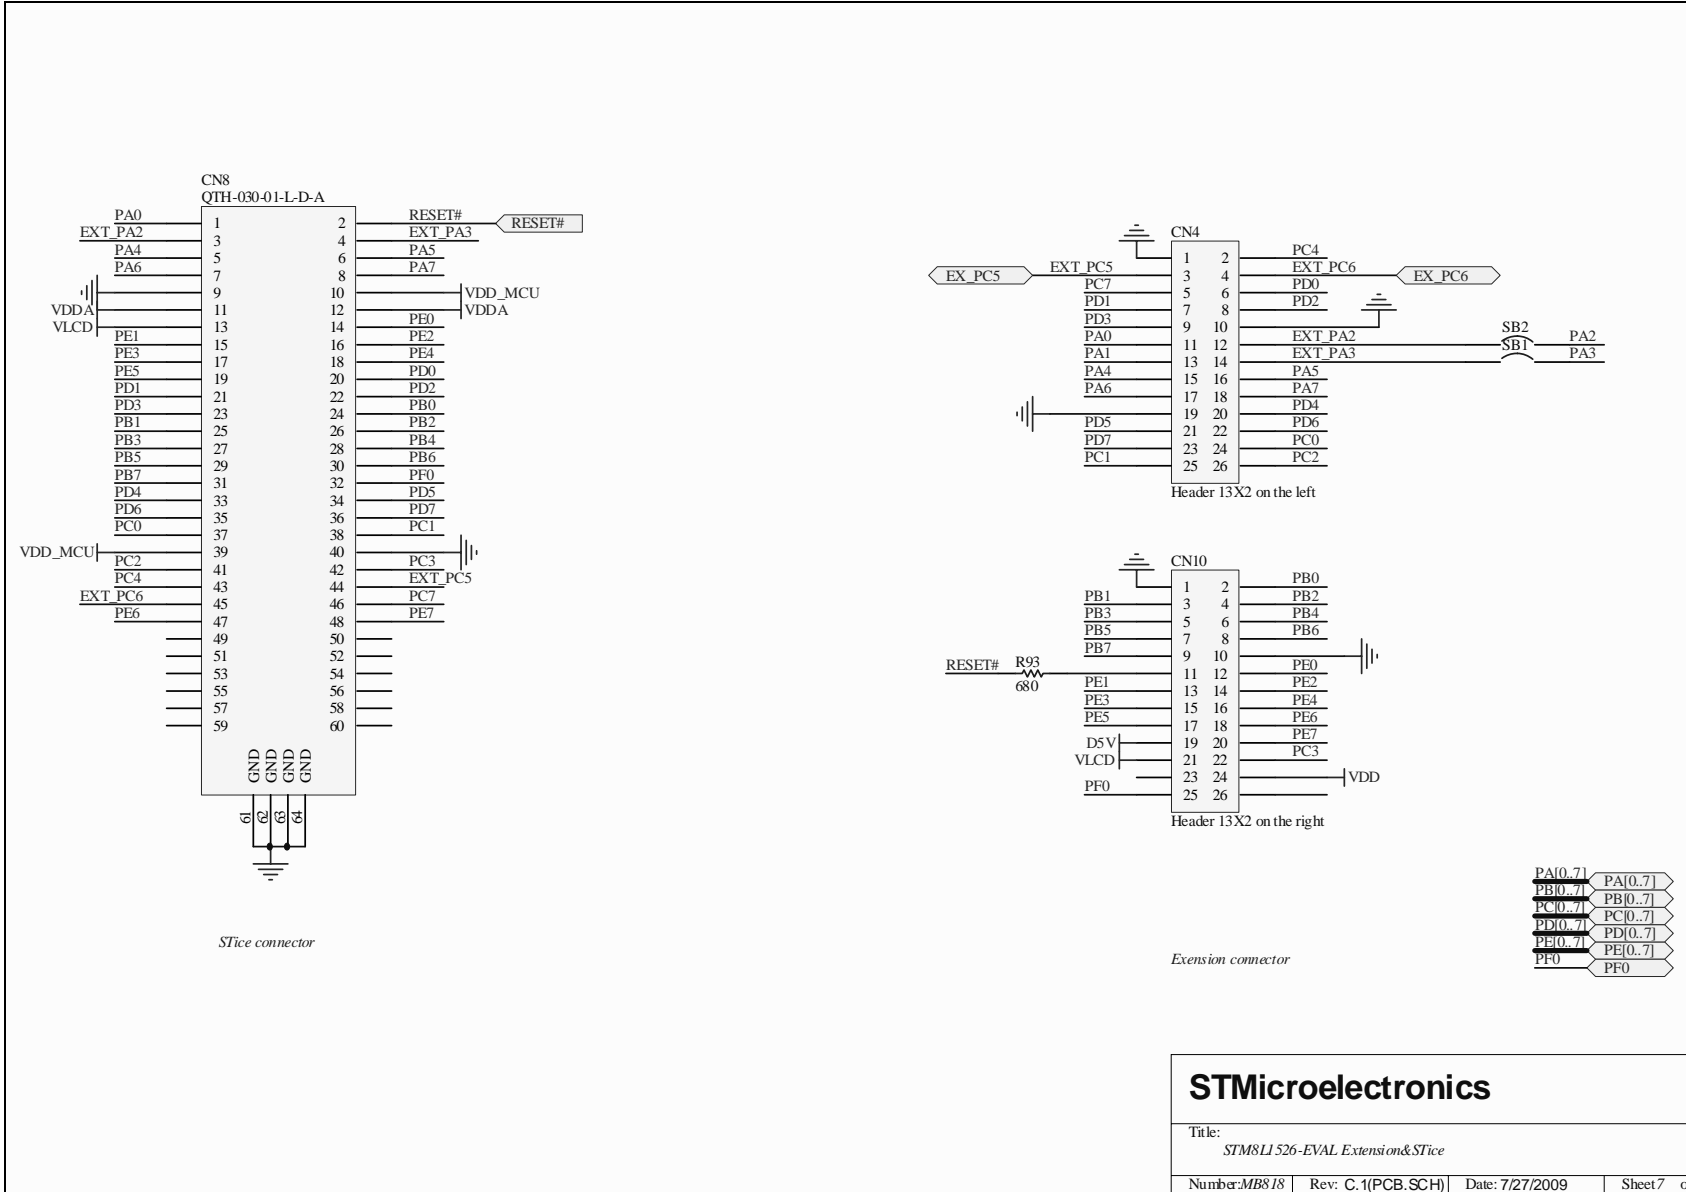 CN8
QTH-030-01-L-D-A
PA0 1 2 RESET# RESET#
EXT_PA2 3 4 EXT_PA3
PA4 5 6 PA5
PA6 7 8 PA7
9 10 VDD_MCU
VDDA 11 12 VDDA
VLCD 13 14 PE0
PE1 15 16 PE2
PE3 17 18 PE4
PE5 19 20 PD0
PD1 21 22 PD2
PD3 23 24 PB0
PB1 25 26 PB2
PB3 27 28 PB4
PB5 29 30 PB6
PB7 31 32 PF0
PD4 33 34 PD5
PD6 35 36 PD7
PC0 37 38 PC1
VDD_MCU 39 40
PC2 41 42 PC3
PC4 43 44 EXT_PC5
EXT_PC6 45 46 PC7
PE6 47 48 PE7
49 50
51 52
53 54
55 56
57 58
59 60
GND GND GND GND
61 62 63 64
STice connector
CN4
1 2 PC4
EX_PC5 EXT_PC5 3 4 EXT_PC6 EX_PC6
PC7 5 6 PD0
PD1 7 8 PD2
PD3 9 10
PA0 11 12 EXT_PA2 SB2 PA2
PA1 13 14 EXT_PA3 SB1 PA3
PA4 15 16 PA5
PA6 17 18 PA7
19 20 PD4
PD5 21 22 PD6
PD7 23 24 PC0
PC1 25 26 PC2
Header 13X2 on the left
CN10
1 2 PB0
PB1 3 4 PB2
PB3 5 6 PB4
PB5 7 8 PB6
PB7 9 10
RESET# R93 680 11 12 PE0
PE1 13 14 PE2
PE3 15 16 PE4
PE5 17 18 PE6
D5V 19 20 PE7
VLCD 21 22 PC3
23 24 VDD
PF0 25 26
Header 13X2 on the right
Exension connector
PA[0..7] PA[0..7]
PB[0..7] PB[0..7]
PC[0..7] PC[0..7]
PD[0..7] PD[0..7]
PE[0..7] PE[0..7]
PF0 PF0
STMicroelectronics
Title:
STM8L1526-EVAL Extension&STice
Number:MB818 Rev: C.1(PCB.SCH) Date: 7/27/2009 Sheet 7 o